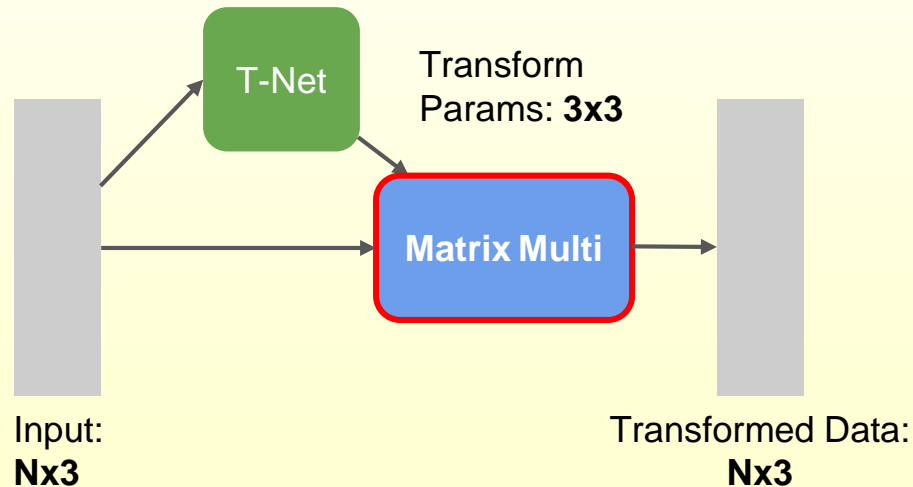 T-Net
Transform
Params: 3x3
Matrix Multi
Input:
Nx3
Transformed Data:
Nx3